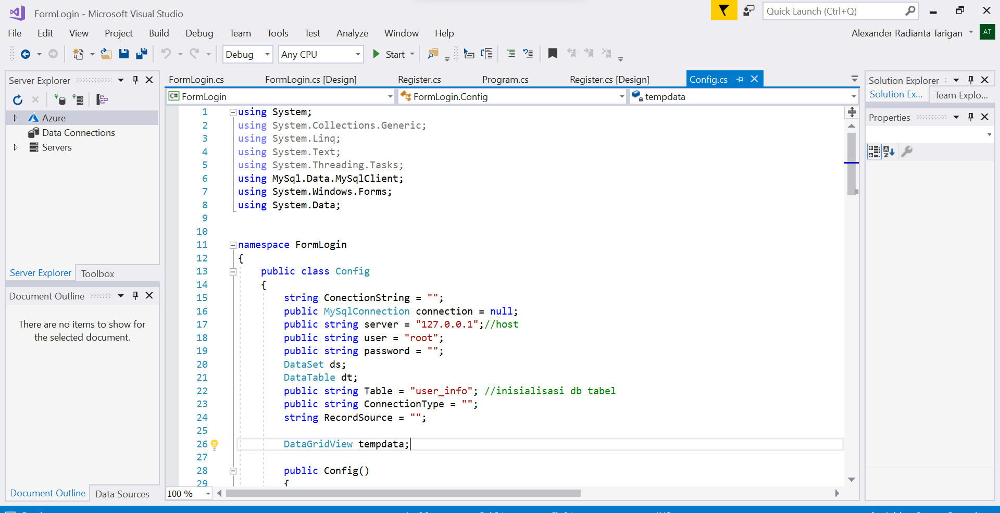 FormLogin - Microsoft Visual Studio
Quick Launch (Ctrl+Q)
File Edit View Project Build Debug Team Tools Test Analyze Window Help
Alexander Radianta Tarigan AT
Debug Any CPU Start
Server Explorer
Azure
Data Connections
Servers
Server Explorer Toolbox
Document Outline
There are no items to show for
the selected document.
Document Outline Data Sources
FormLogin.cs FormLogin.cs [Design] Register.cs Program.cs Register.cs [Design] Config.cs
C# FormLogin FormLogin.Config tempdata
1 using System;
2 using System.Collections.Generic;
3 using System.Linq;
4 using System.Text;
5 using System.Threading.Tasks;
6 using MySql.Data.MySqlClient;
7 using System.Windows.Forms;
8 using System.Data;
9
10
11 namespace FormLogin
12 {
13 public class Config
14 {
15 string ConectionString = "";
16 public MySqlConnection connection = null;
17 public string server = "127.0.0.1";//host
18 public string user = "root";
19 public string password = "";
20 DataSet ds;
21 DataTable dt;
22 public string Table = "user_info"; //inisialisasi db tabel
23 public string ConnectionType = "";
24 string RecordSource = "";
25
26 DataGridView tempdata;
27
28 public Config()
29 {
100 %
Solution Explorer
Solution Ex... Team Explo...
Properties